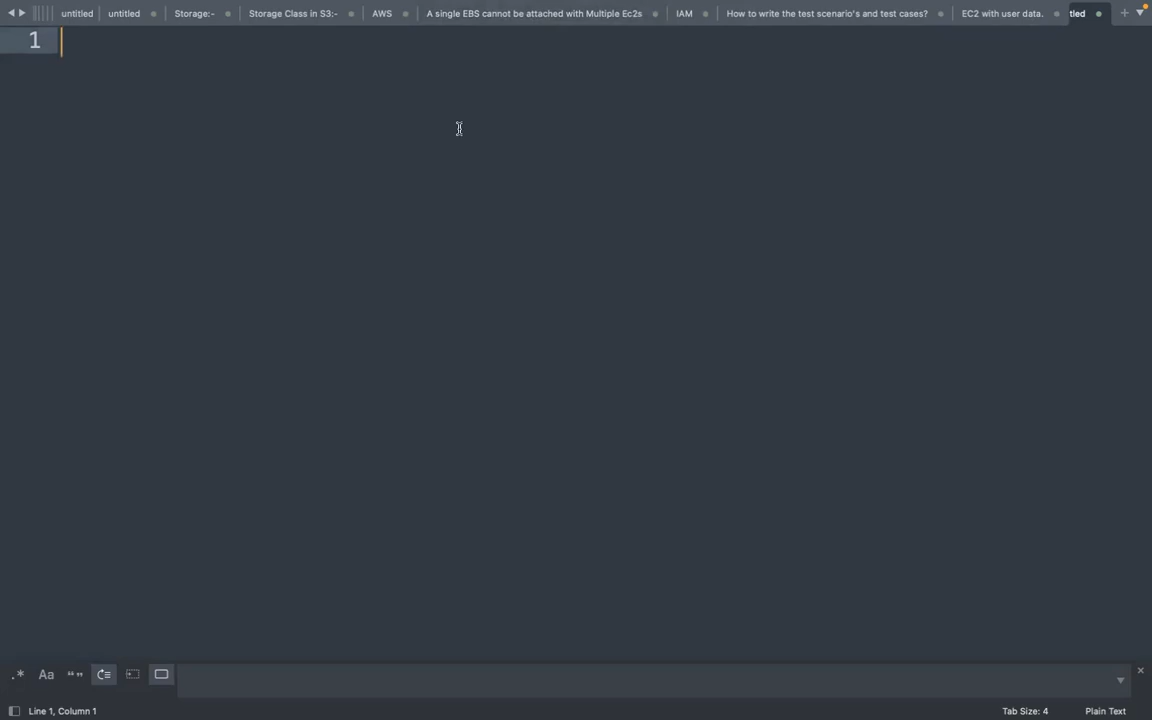 untitled untitled Storage:- Storage Class in S3:- AWS A single EBS cannot be attached with Multiple Ec2s IAM How to write the test scenario's and test cases? EC2 with user data. tled
1
.* Aa “”
Line 1, Column 1 Tab Size: 4 Plain Text